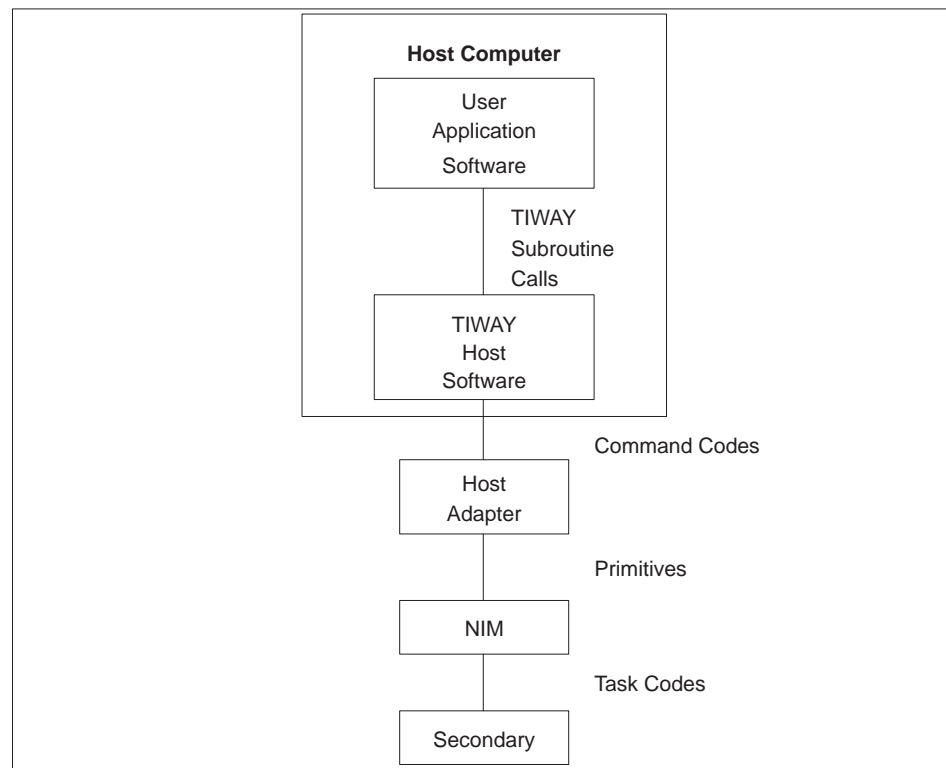 Host Computer
User
Application
Software
TIWAY
Subroutine
Calls
TIWAY
Host
Software
Command Codes
Host
Adapter
Primitives
NIM
Task Codes
Secondary